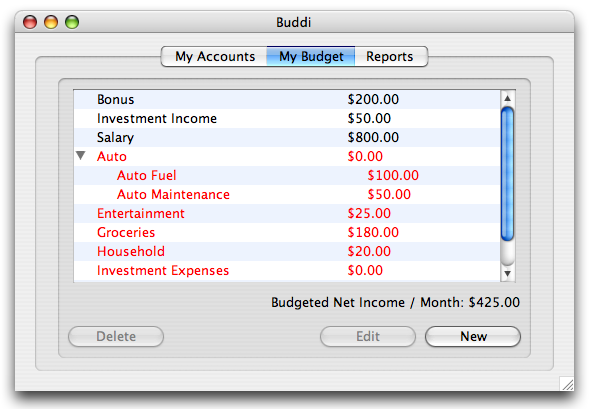 Buddi
My Accounts My Budget Reports
Bonus $200.00
Investment Income $50.00
Salary $800.00
Auto $0.00
Auto Fuel $100.00
Auto Maintenance $50.00
Entertainment $25.00
Groceries $180.00
Household $20.00
Investment Expenses $0.00
Budgeted Net Income / Month: $425.00
Delete Edit New